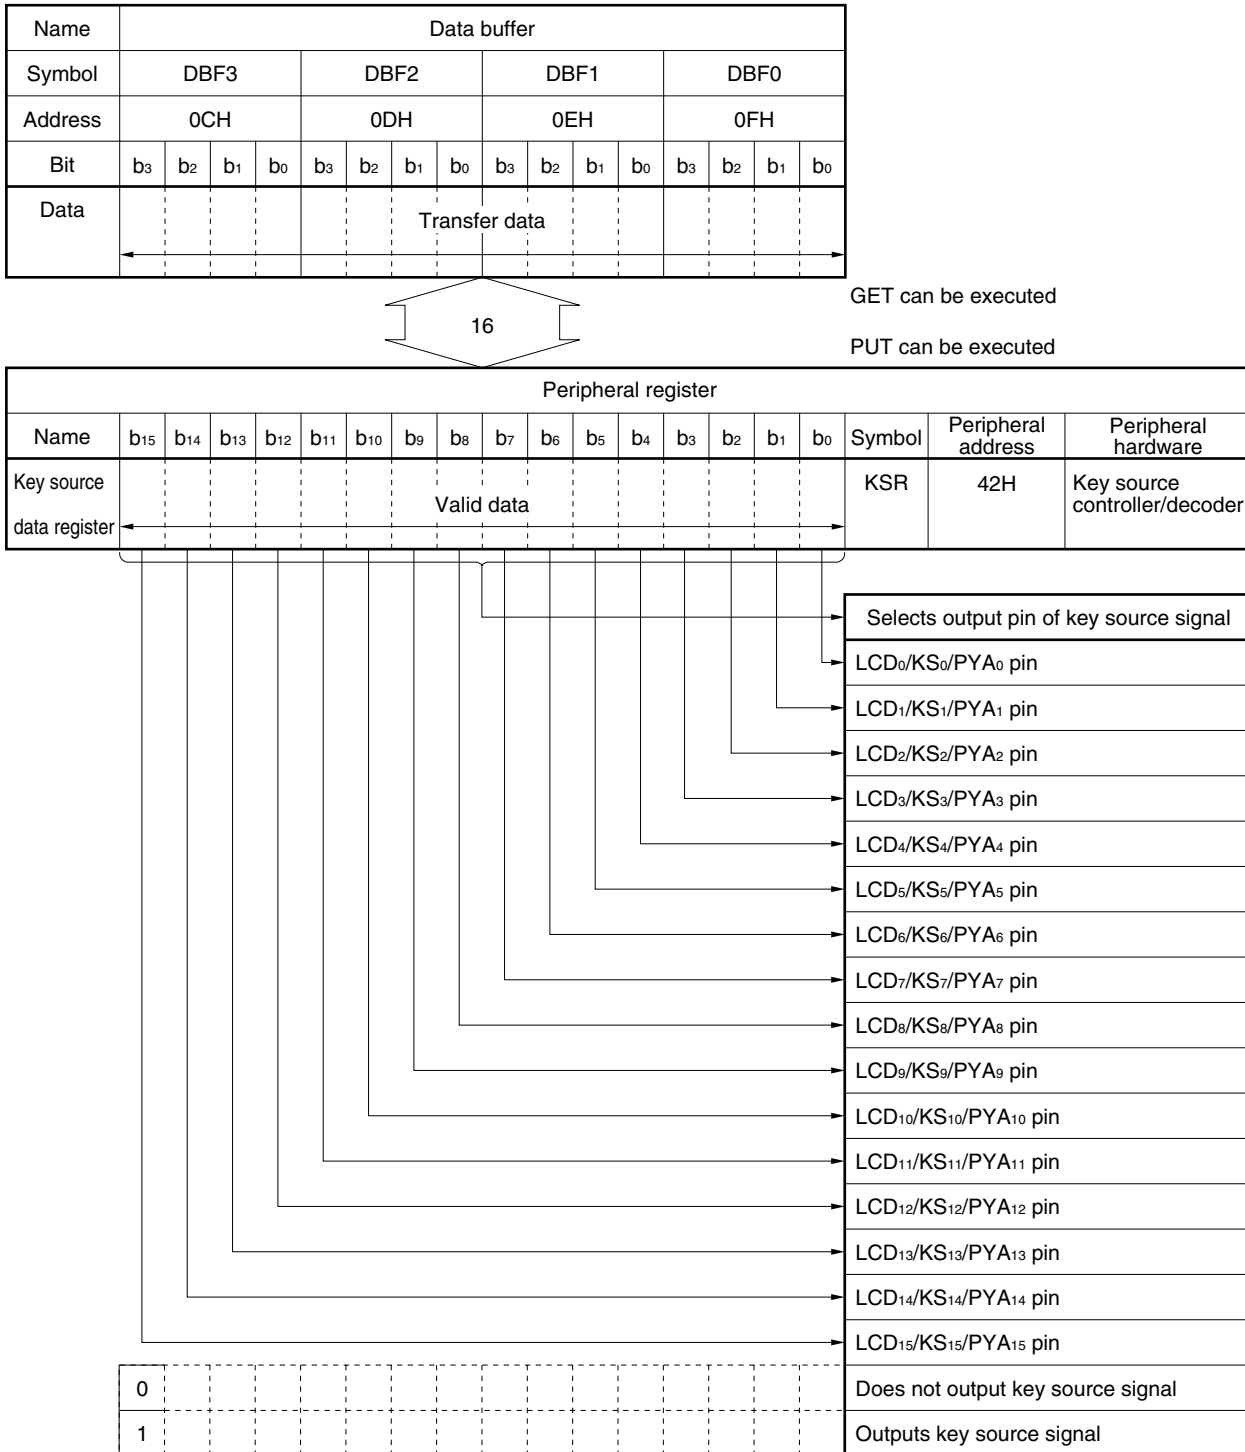 Name Data buffer
Symbol DBF3 DBF2 DBF1 DBF0
Address 0CH 0DH 0EH 0FH
Bit b3 b2 b1 b0 b3 b2 b1 b0 b3 b2 b1 b0 b3 b2 b1 b0
Data Transfer data
GET can be executed
16
PUT can be executed
Peripheral register
Name b15 b14 b13 b12 b11 b10 b9 b8 b7 b6 b5 b4 b3 b2 b1 b0 Symbol Peripheral address Peripheral hardware
Key source data register Valid data KSR 42H Key source controller/decoder
Selects output pin of key source signal
LCD0/KS0/PYA0 pin
LCD1/KS1/PYA1 pin
LCD2/KS2/PYA2 pin
LCD3/KS3/PYA3 pin
LCD4/KS4/PYA4 pin
LCD5/KS5/PYA5 pin
LCD6/KS6/PYA6 pin
LCD7/KS7/PYA7 pin
LCD8/KS8/PYA8 pin
LCD9/KS9/PYA9 pin
LCD10/KS10/PYA10 pin
LCD11/KS11/PYA11 pin
LCD12/KS12/PYA12 pin
LCD13/KS13/PYA13 pin
LCD14/KS14/PYA14 pin
LCD15/KS15/PYA15 pin
0 Does not output key source signal
1 Outputs key source signal